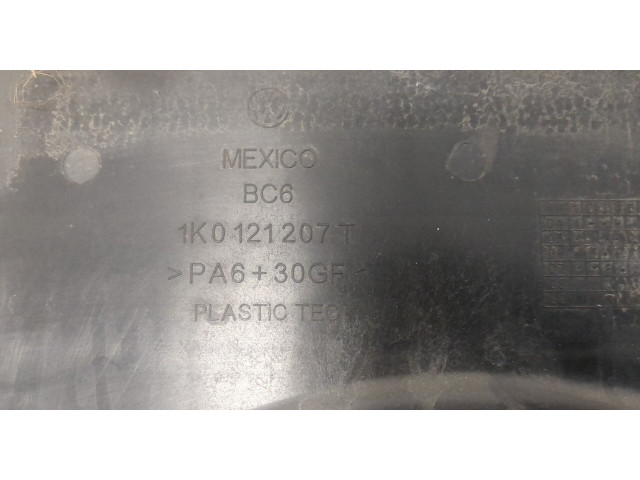 MEXICO
BC6
1K0 121 207 T
>PA6+30GF<
PLASTIC TEC